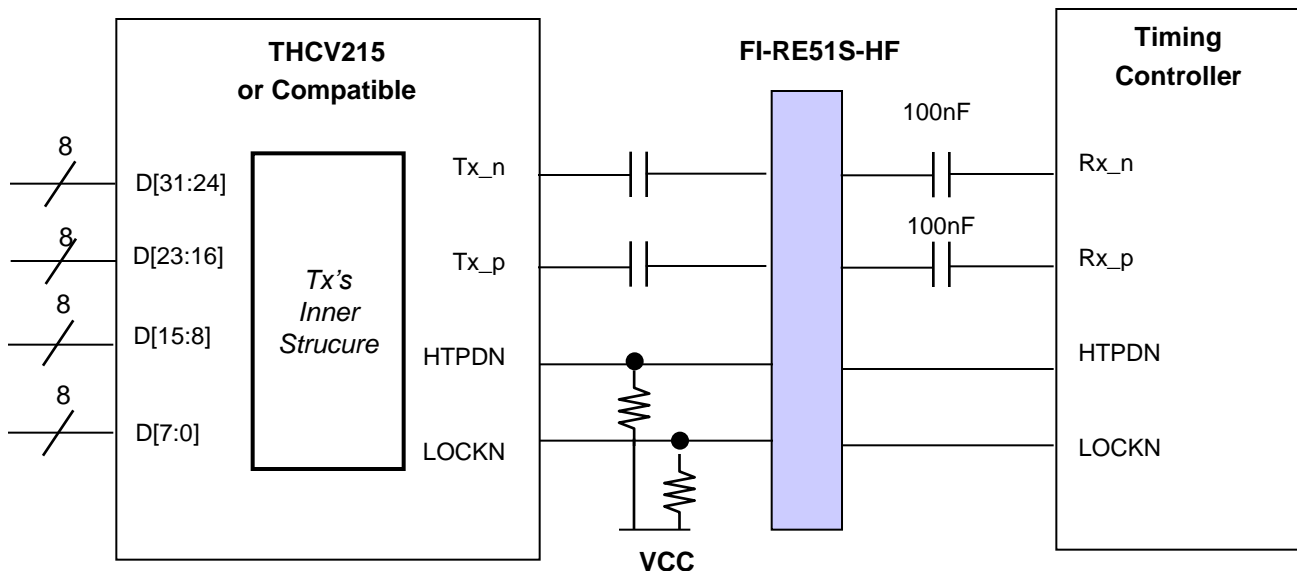 THCV215
or Compatible
8
D[31:24]
8
D[23:16]
8
D[15:8]
8
D[7:0]
Tx's
Inner
Strucure
Tx_n
Tx_p
HTPDN
LOCKN
VCC
FI-RE51S-HF
100nF
100nF
Timing
Controller
Rx_n
Rx_p
HTPDN
LOCKN